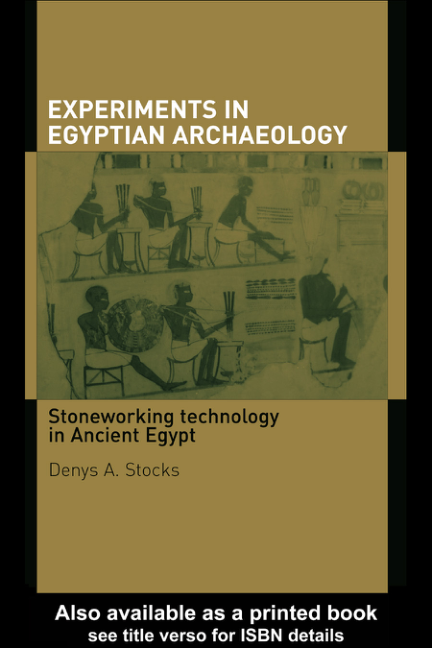 EXPERIMENTS IN
EGYPTIAN ARCHAEOLOGY
Stoneworking technology
in Ancient Egypt
Denys A. Stocks
Also available as a printed book
see title verso for ISBN details